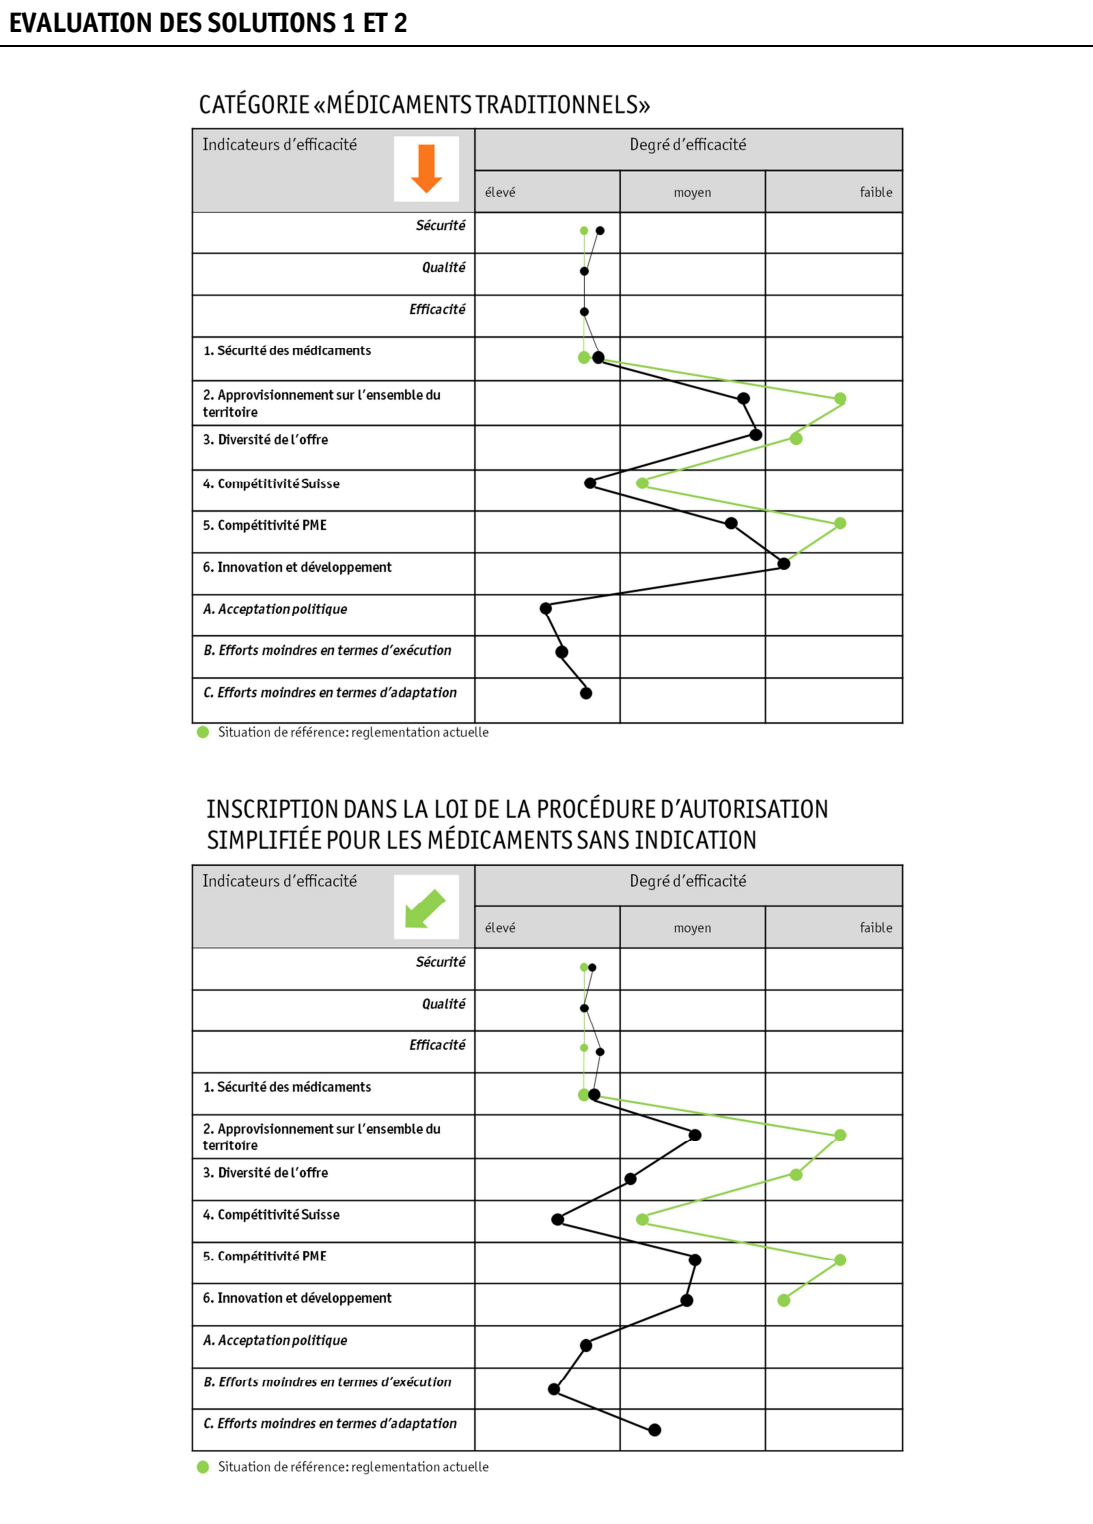 EVALUATION DES SOLUTIONS 1 ET 2
CATÉGORIE «MÉDICAMENTS TRADITIONNELS»
Indicateurs d'efficacité
Degré d'efficacité
élevé
moyen
faible
Sécurité
Qualité
Efficacité
1. Sécurité des médicaments
2. Approvisionnement sur l'ensemble du
territoire
3. Diversité de l'offre
4. Compétitivité Suisse
5. Compétitivité PME
6. Innovation et développement
A. Acceptation politique
B. Efforts moindres en termes d'exécution
C. Efforts moindres en termes d'adaptation
Situation de référence: reglementation actuelle
INSCRIPTION DANS LA LOI DE LA PROCÉDURE D'AUTORISATION
SIMPLIFIÉE POUR LES MÉDICAMENTS SANS INDICATION
Indicateurs d'efficacité
Degré d'efficacité
élevé
moyen
faible
Sécurité
Qualité
Efficacité
1. Sécurité des médicaments
2. Approvisionnement sur l'ensemble du
territoire
3. Diversité de l'offre
4. Compétitivité Suisse
5. Compétitivité PME
6. Innovation et développement
A. Acceptation politique
B. Efforts moindres en termes d'exécution
C. Efforts moindres en termes d'adaptation
Situation de référence: reglementation actuelle